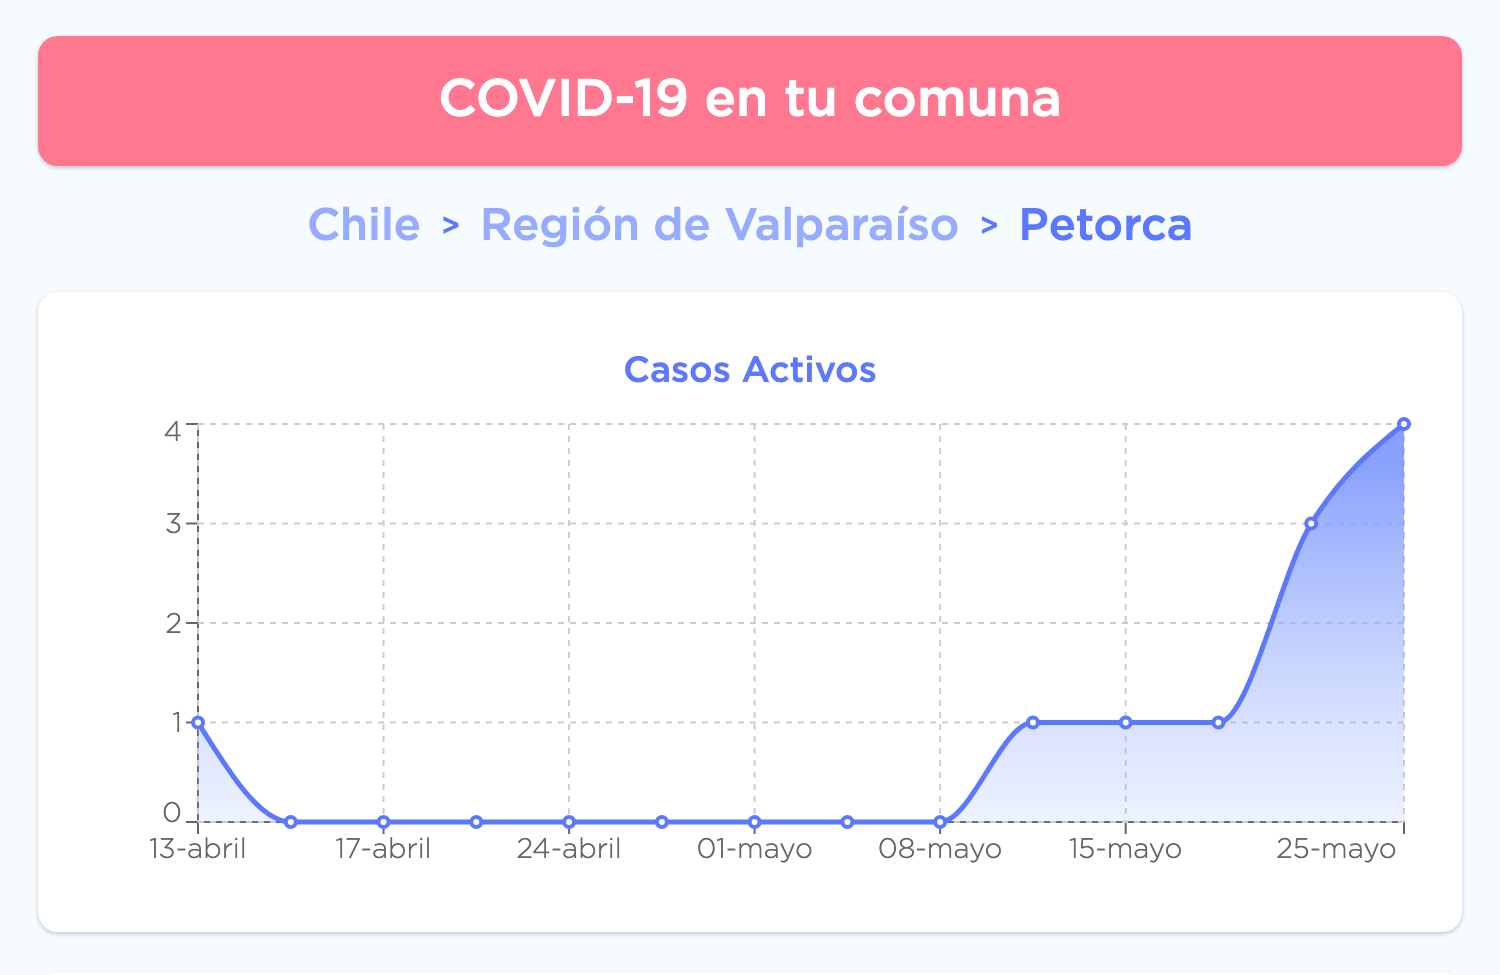 COVID-19 en tu comuna
Chile > Región de Valparaíso > Petorca
Casos Activos
4
3
2
1
0
13-abril 17-abril 24-abril 01-mayo 08-mayo 15-mayo 25-mayo